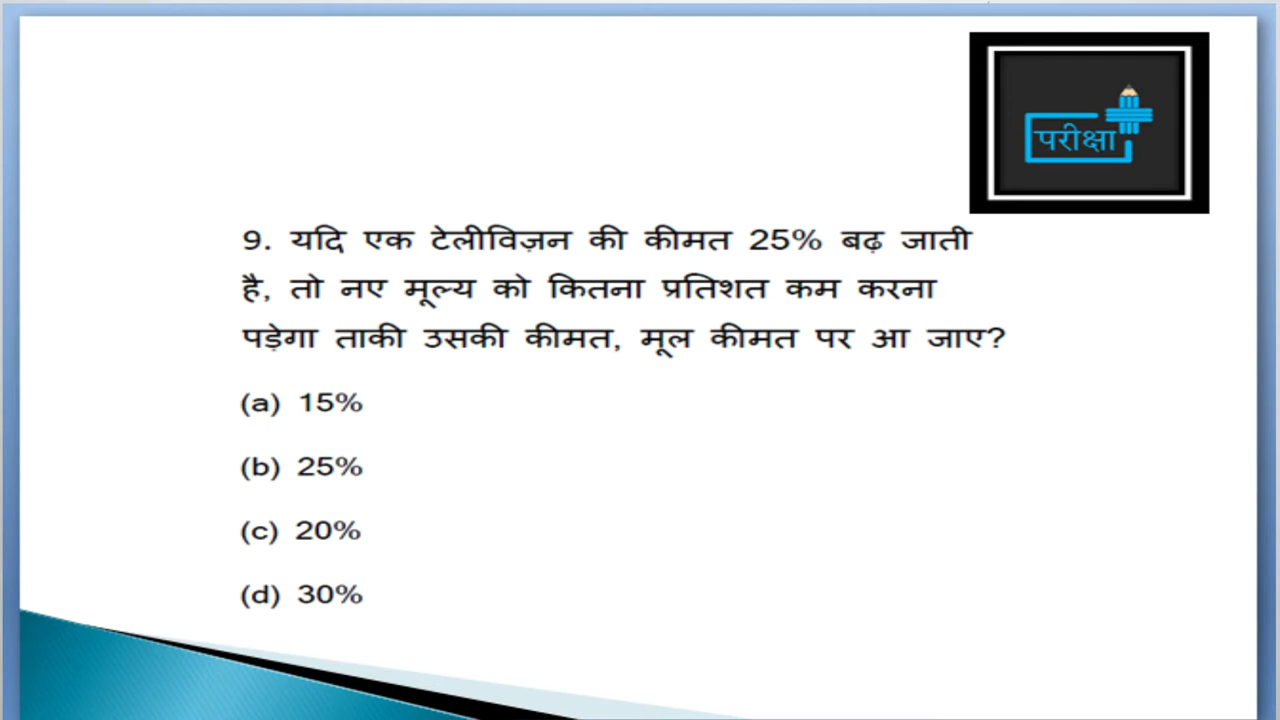 परीक्षा
9. यदि एक टेलीविज़न की कीमत 25% बढ़ जाती
है, तो नए मूल्य को कितना प्रतिशत कम करना
पड़ेगा ताकी उसकी कीमत, मूल कीमत पर आ जाए?
(a) 15%
(b) 25%
(c) 20%
(d) 30%